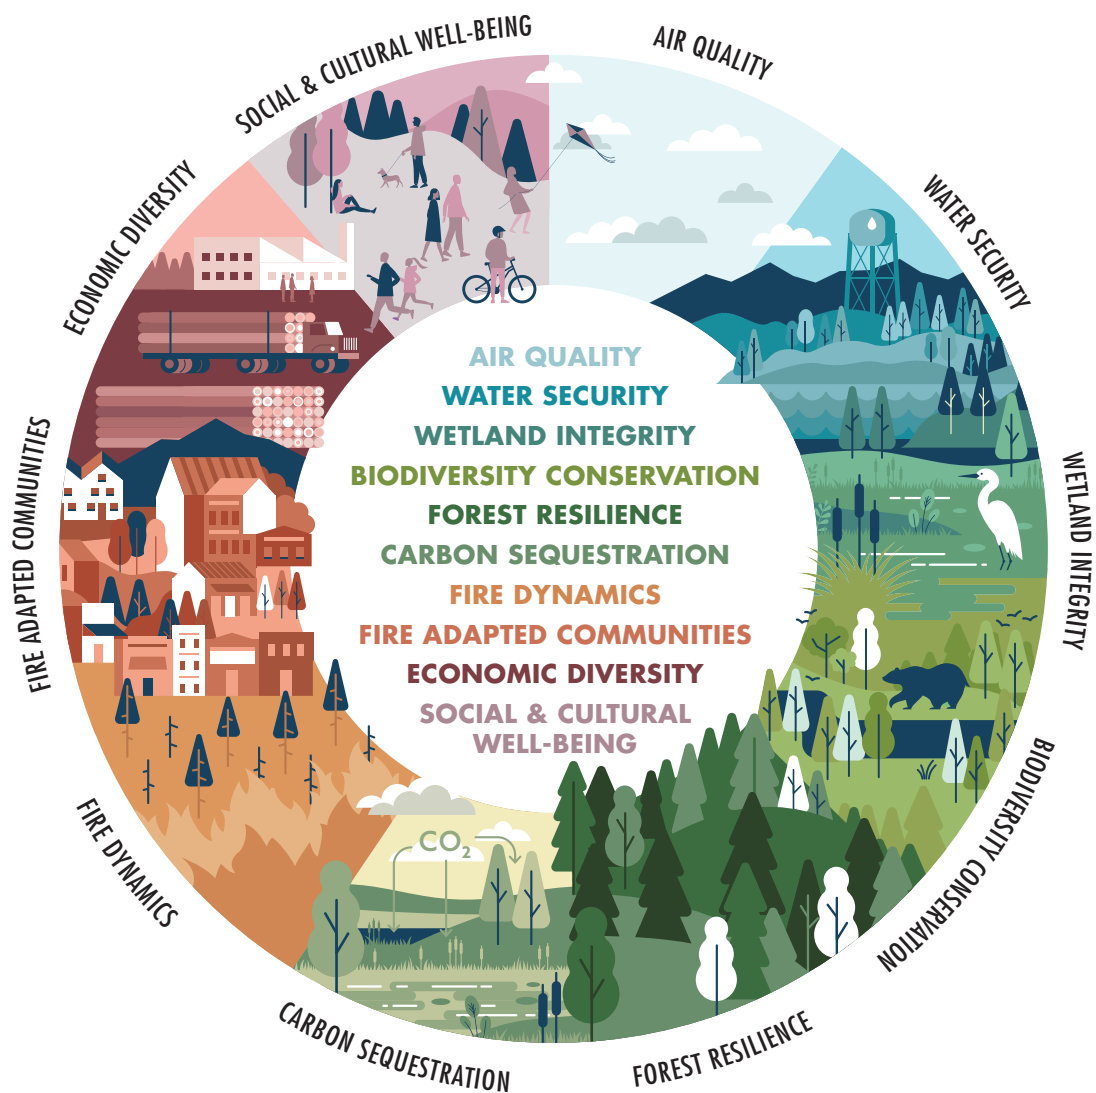 SOCIAL & CULTURAL WELL-BEING
AIR QUALITY
WATER SECURITY
WETLAND INTEGRITY
BIODIVERSITY CONSERVATION
FOREST RESILIENCE
CARBON SEQUESTRATION
FIRE DYNAMICS
FIRE ADAPTED COMMUNITIES
ECONOMIC DIVERSITY
AIR QUALITY
WATER SECURITY
WETLAND INTEGRITY
BIODIVERSITY CONSERVATION
FOREST RESILIENCE
CARBON SEQUESTRATION
FIRE DYNAMICS
FIRE ADAPTED COMMUNITIES
ECONOMIC DIVERSITY
SOCIAL & CULTURAL
WELL-BEING
CO₂